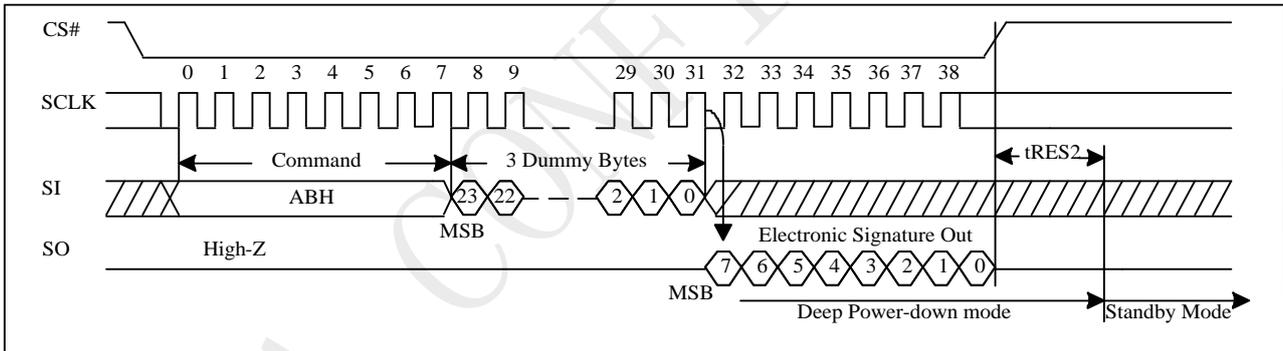 CS#
0 1 2 3 4 5 6 7 8 9 29 30 31 32 33 34 35 36 37 38
SCLK
Command 3 Dummy Bytes tRES2
SI ABH 23 22 2 1 0
MSB
SO High-Z Electronic Signature Out
7 6 5 4 3 2 1 0
MSB
Deep Power-down mode Standby Mode